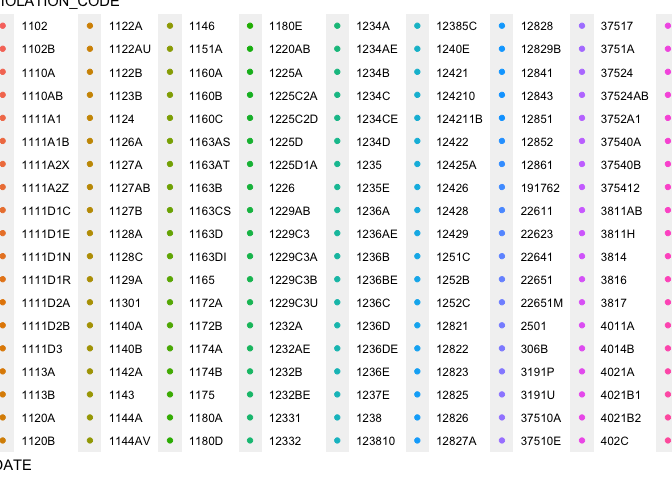 IOLATION_CODE
1102 1122A 1146 1180E 1234A 12385C 12828 37517
1102B 1122AU 1151A 1220AB 1234AE 1240E 12829B 3751A
1110A 1122B 1160A 1225A 1234B 12421 12841 37524
1110AB 1123B 1160B 1225C2A 1234C 124210 12843 37524AB
1111A1 1124 1160C 1225C2D 1234CE 124211B 12851 3752A1
1111A1B 1126A 1163AS 1225D 1234D 12422 12852 37540A
1111A2X 1127A 1163AT 1225D1A 1235 12425A 12861 37540B
1111A2Z 1127AB 1163B 1226 1235E 12426 191762 375412
1111D1C 1127B 1163CS 1229AB 1236A 12428 22611 3811AB
1111D1E 1128A 1163D 1229C3 1236AE 12429 22623 3811H
1111D1N 1128C 1163DI 1229C3A 1236B 1251C 22641 3814
1111D1R 1129A 1165 1229C3B 1236BE 1252B 22651 3816
1111D2A 11301 1172A 1229C3U 1236C 1252C 22651M 3817
1111D2B 1140A 1172B 1232A 1236D 12821 2501 4011A
1111D3 1140B 1174A 1232AE 1236DE 12822 306B 4014B
1113A 1142A 1174B 1232B 1236E 12823 3191P 4021A
1113B 1143 1175 1232BE 1237E 12825 3191U 4021B1
1120A 1144A 1180A 12331 1238 12826 37510A 4021B2
1120B 1144AV 1180D 12332 123810 12827A 37510E 402C
DATE